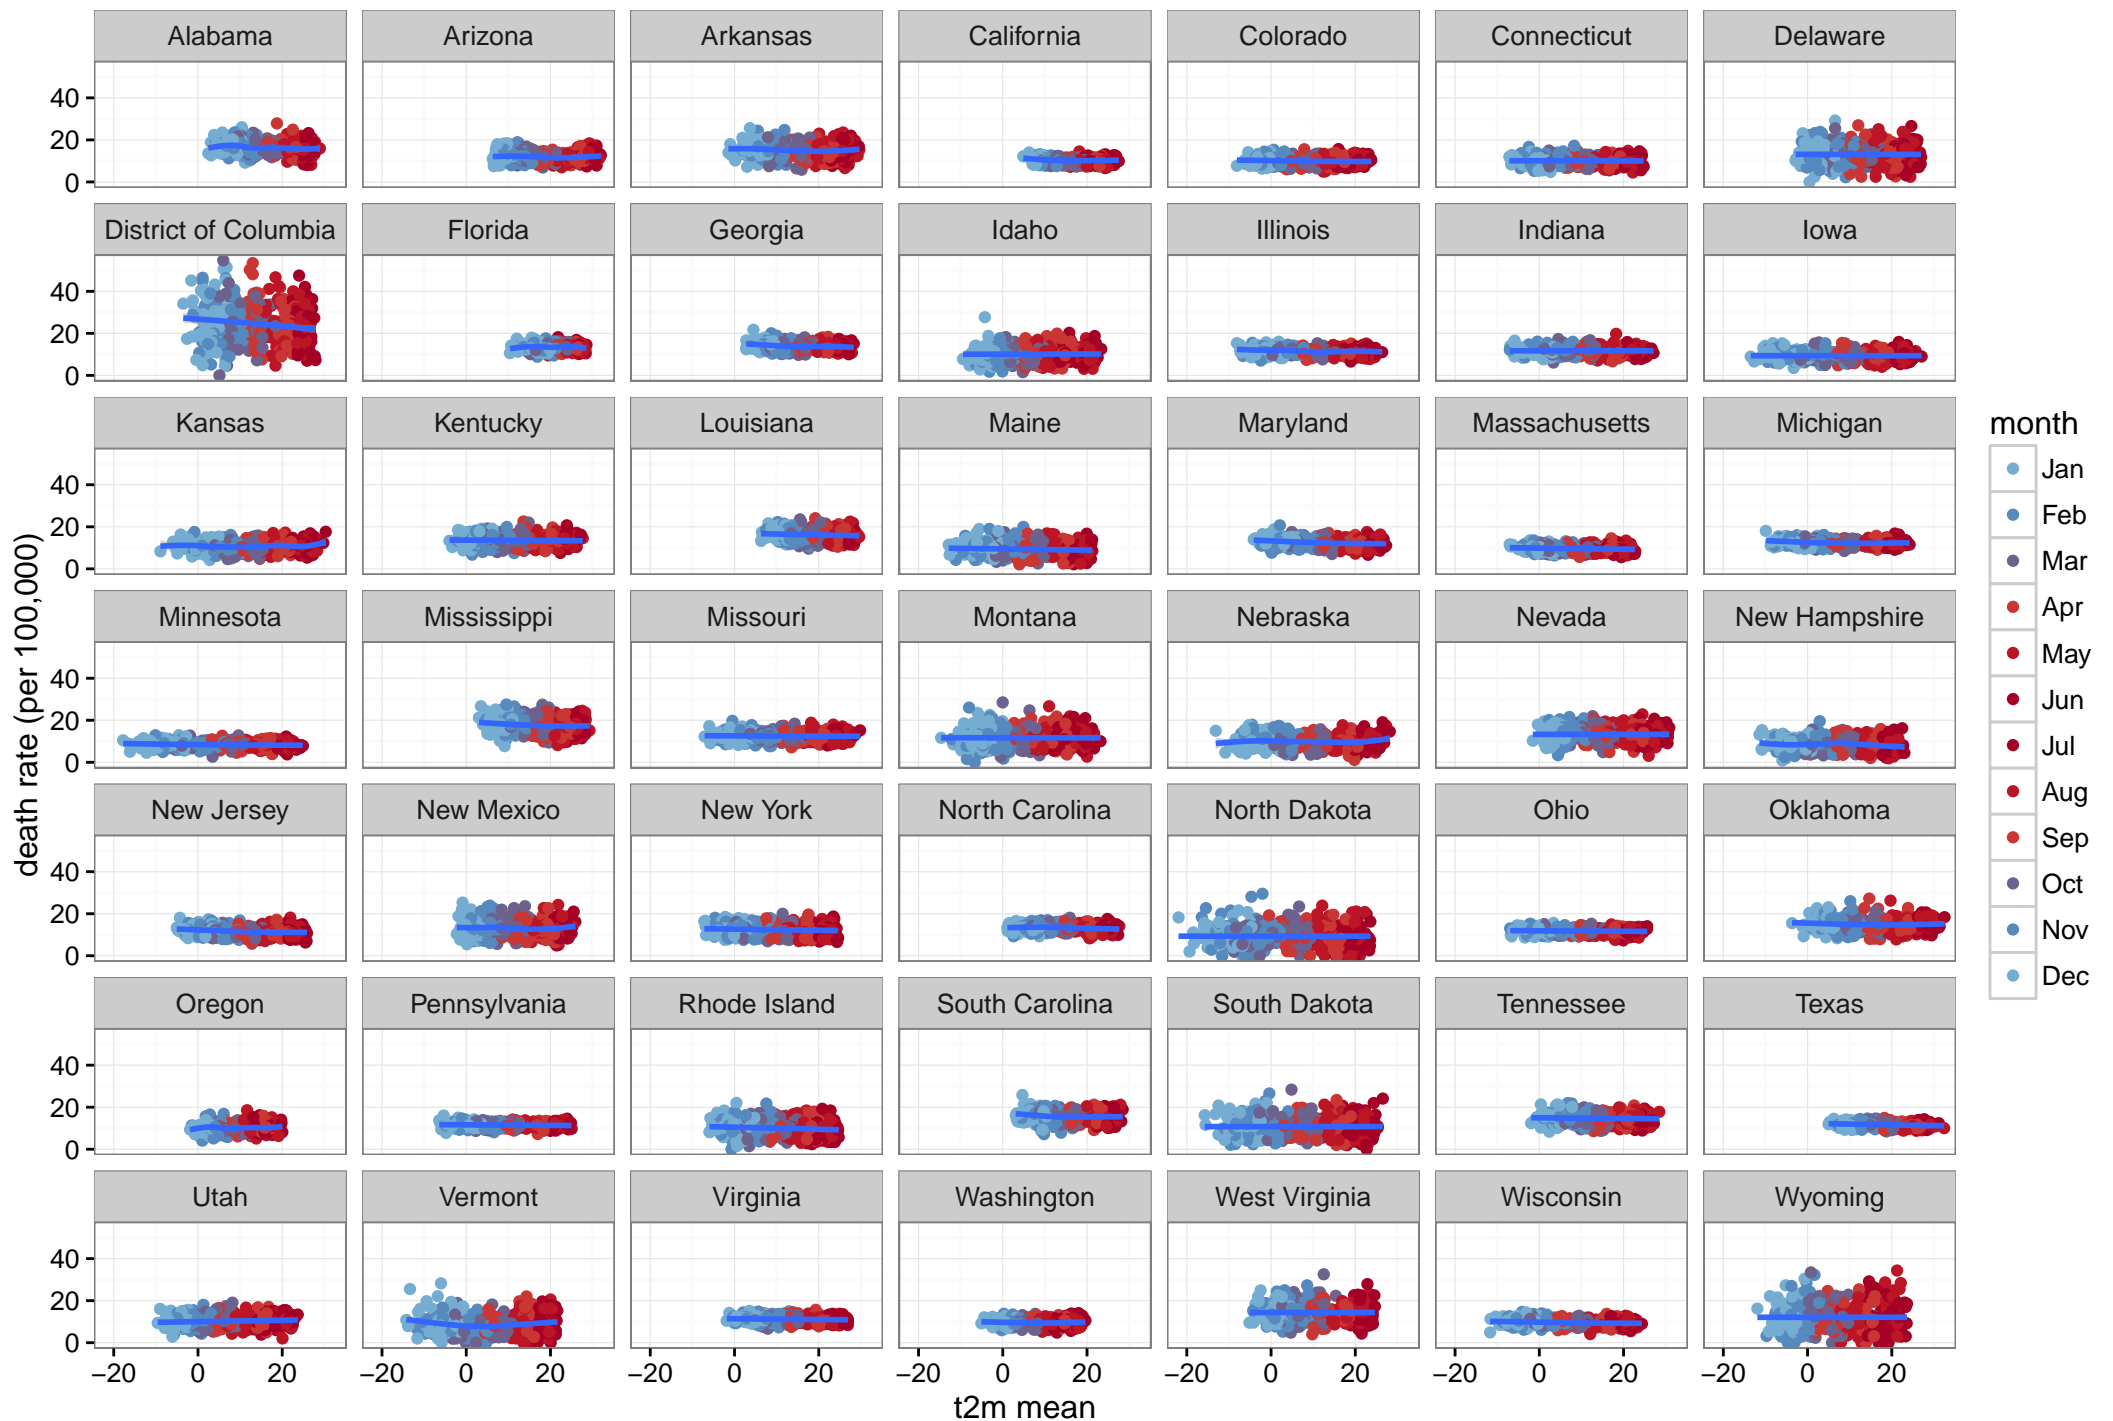 Alabama Arizona Arkansas California Colorado Connecticut Delaware
40
20
0
District of Columbia Florida Georgia Idaho Illinois Indiana Iowa
40
20
0
Kansas Kentucky Louisiana Maine Maryland Massachusetts Michigan
40
20
0
Minnesota Mississippi Missouri Montana Nebraska Nevada New Hampshire
40
20
0
New Jersey New Mexico New York North Carolina North Dakota Ohio Oklahoma
40
20
0
Oregon Pennsylvania Rhode Island South Carolina South Dakota Tennessee Texas
40
20
0
Utah Vermont Virginia Washington West Virginia Wisconsin Wyoming
40
20
0
−20 0 20 −20 0 20 −20 0 20 −20 0 20 −20 0 20 −20 0 20 −20 0 20
t2m mean
death rate (per 100,000)
month
Jan
Feb
Mar
Apr
May
Jun
Jul
Aug
Sep
Oct
Nov
Dec